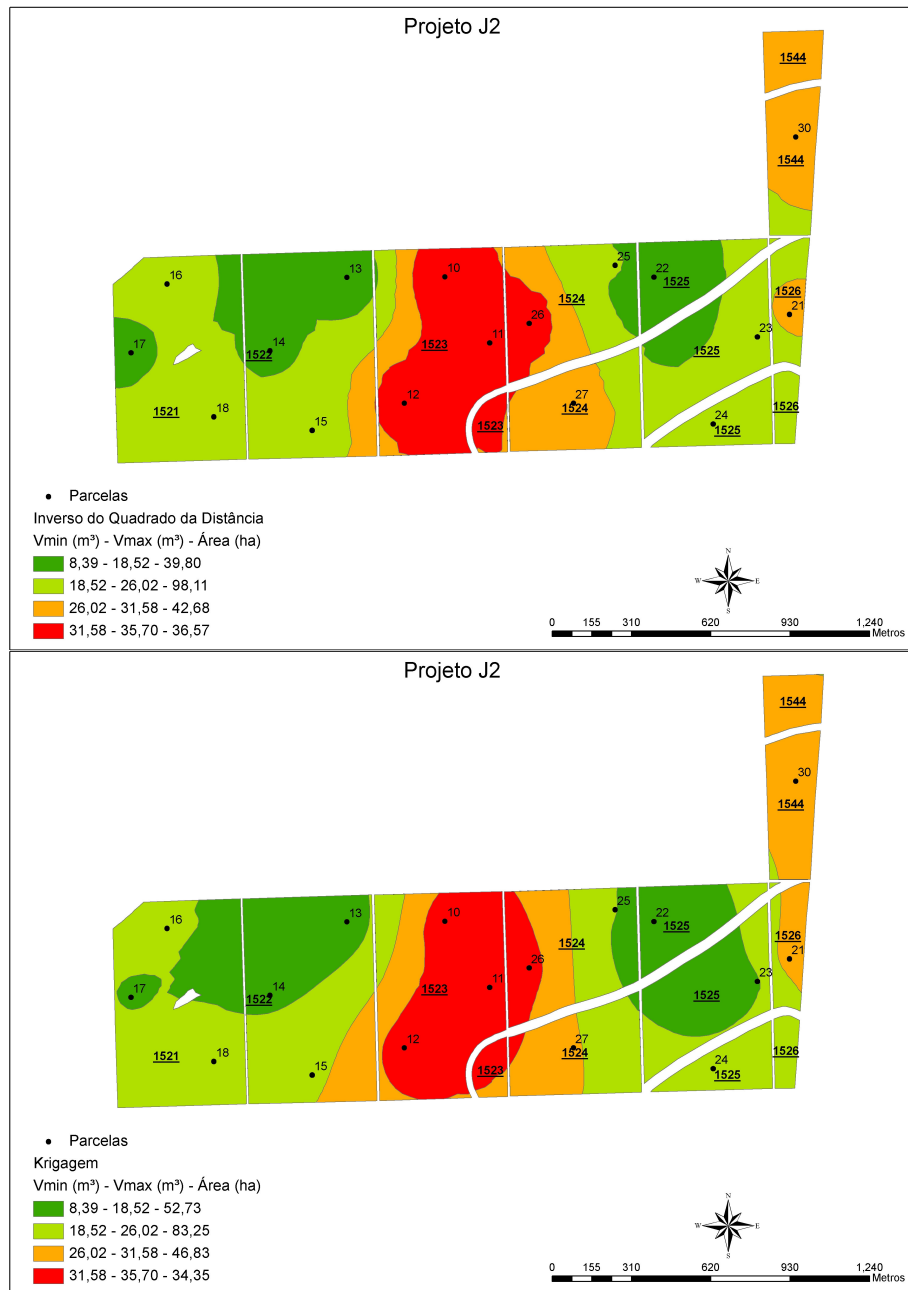 Projeto J2
1544
30
1544
16
13
10
25
22
1525
1526
21
1524
26
23
17
14
1522
1523
11
1525
12
27
1524
1521
18
15
1523
24
1525
1526
Parcelas
Inverso do Quadrado da Distância
Vmin (m³) - Vmax (m³) - Área (ha)
8,39 - 18,52 - 39,80
18,52 - 26,02 - 98,11
26,02 - 31,58 - 42,68
31,58 - 35,70 - 36,57
N
W E
S
0 155 310 620 930 1,240
Metros
Projeto J2
1544
30
1544
16
13
10
25
22
1525
1526
21
1524
26
23
17
14
1522
1523
11
1525
12
27
1524
1521
18
15
1523
24
1525
1526
Parcelas
Krigagem
Vmin (m³) - Vmax (m³) - Área (ha)
8,39 - 18,52 - 52,73
18,52 - 26,02 - 83,25
26,02 - 31,58 - 46,83
31,58 - 35,70 - 34,35
N
W E
S
0 155 310 620 930 1,240
Metros